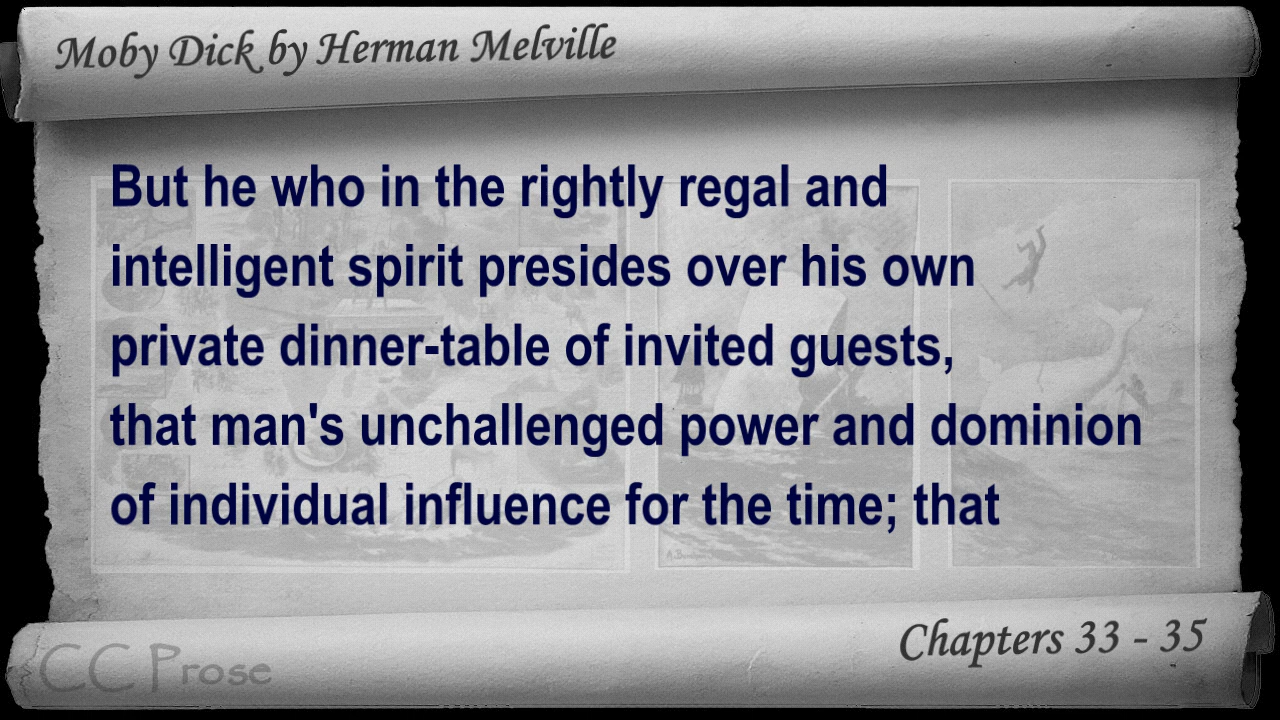 Moby Dick by Herman Melville
But he who in the rightly regal and
intelligent spirit presides over his own
private dinner-table of invited guests,
that man's unchallenged power and dominion
of individual influence for the time; that
Chapters 33 - 35
CC Prose